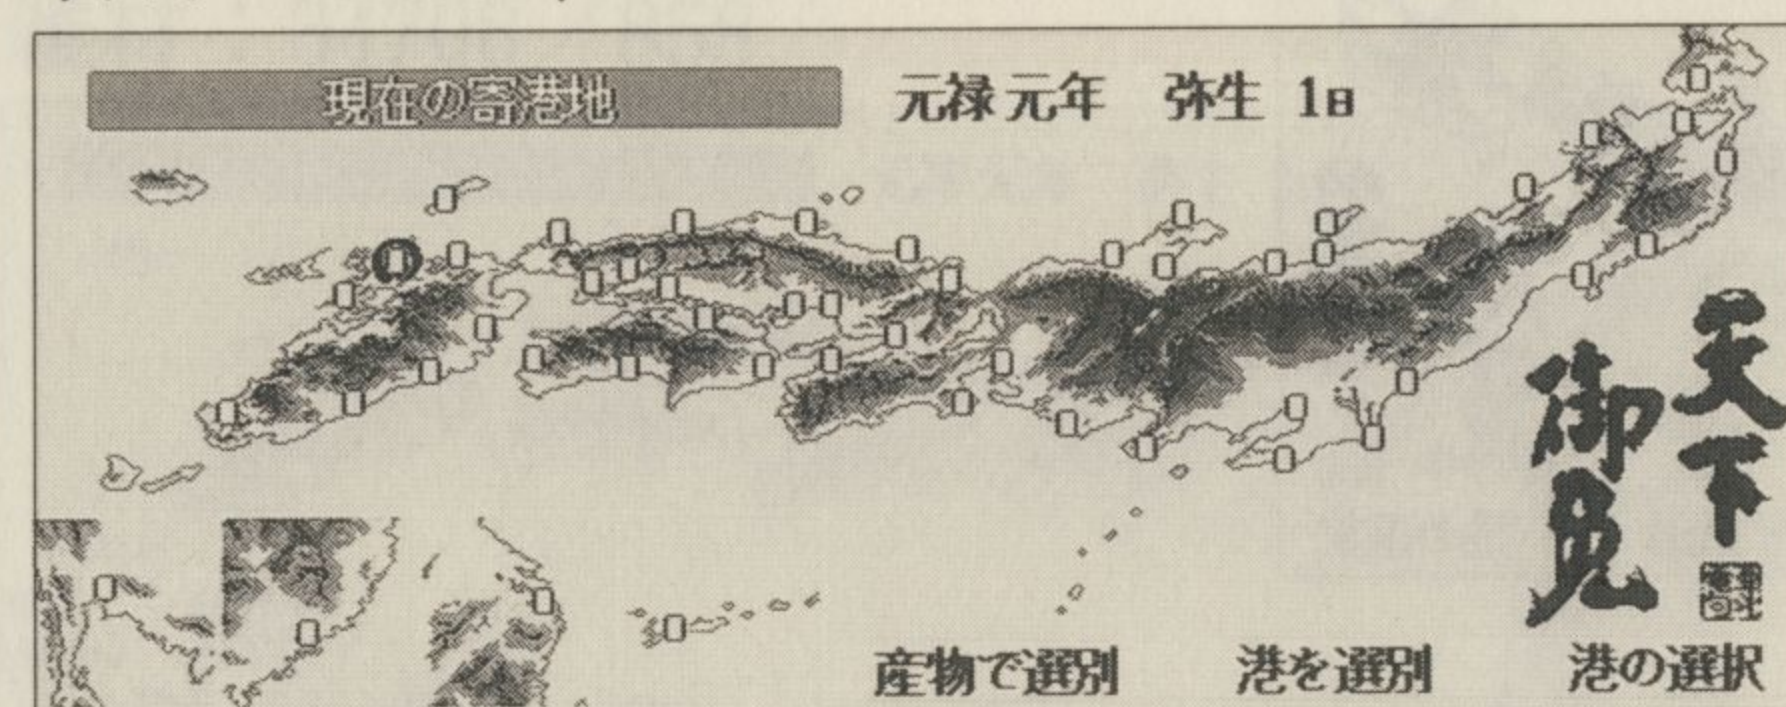 現在の寄港地
元禄元年 弥生 1日
天下
御免
産物で選別 港を選別 港の選択